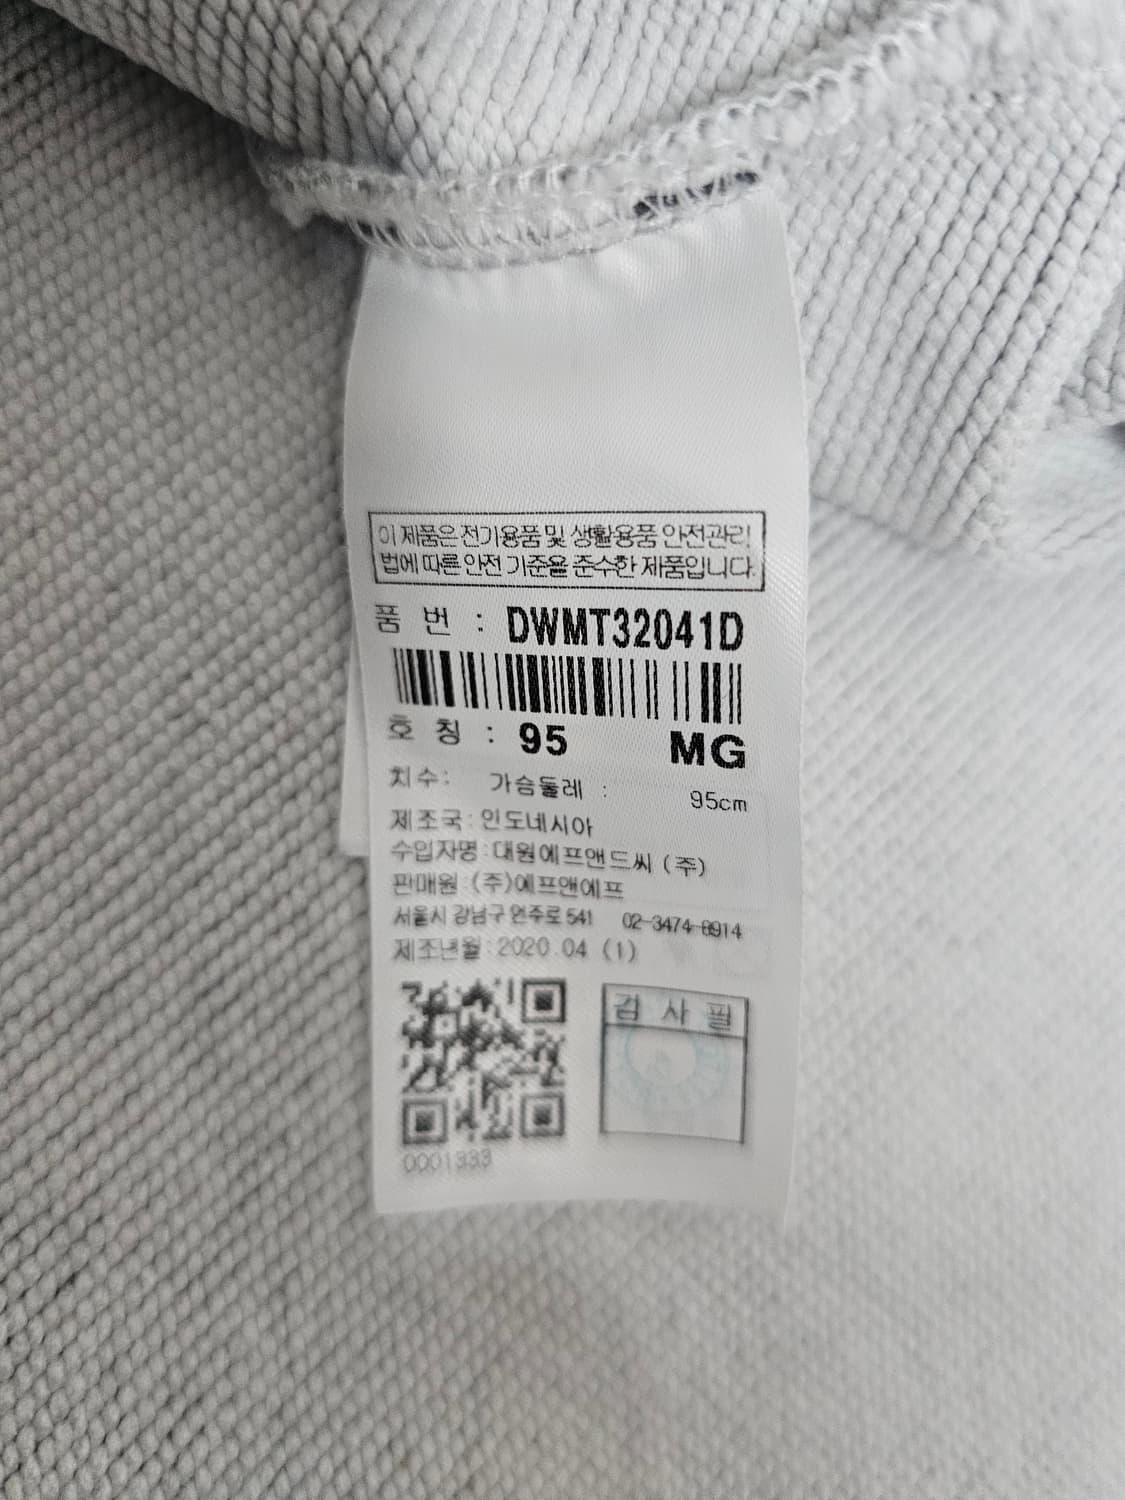 이 제품은 전기용품 및 생활용품 안전관리
법에 따른 안전 기준을 준수한 제품입니다.
품 번 : DWMT32041D
호 칭 : 95 MG
치수: 가슴둘레 : 95cm
제조국:인도네시아
수입자명:대원에프앤드씨 (주)
판매원:(주)에프앤에프
서울시 강남구 언주로 541 02-3474-0914
제조년월:2020.04 (1)
검 사 필
0001333